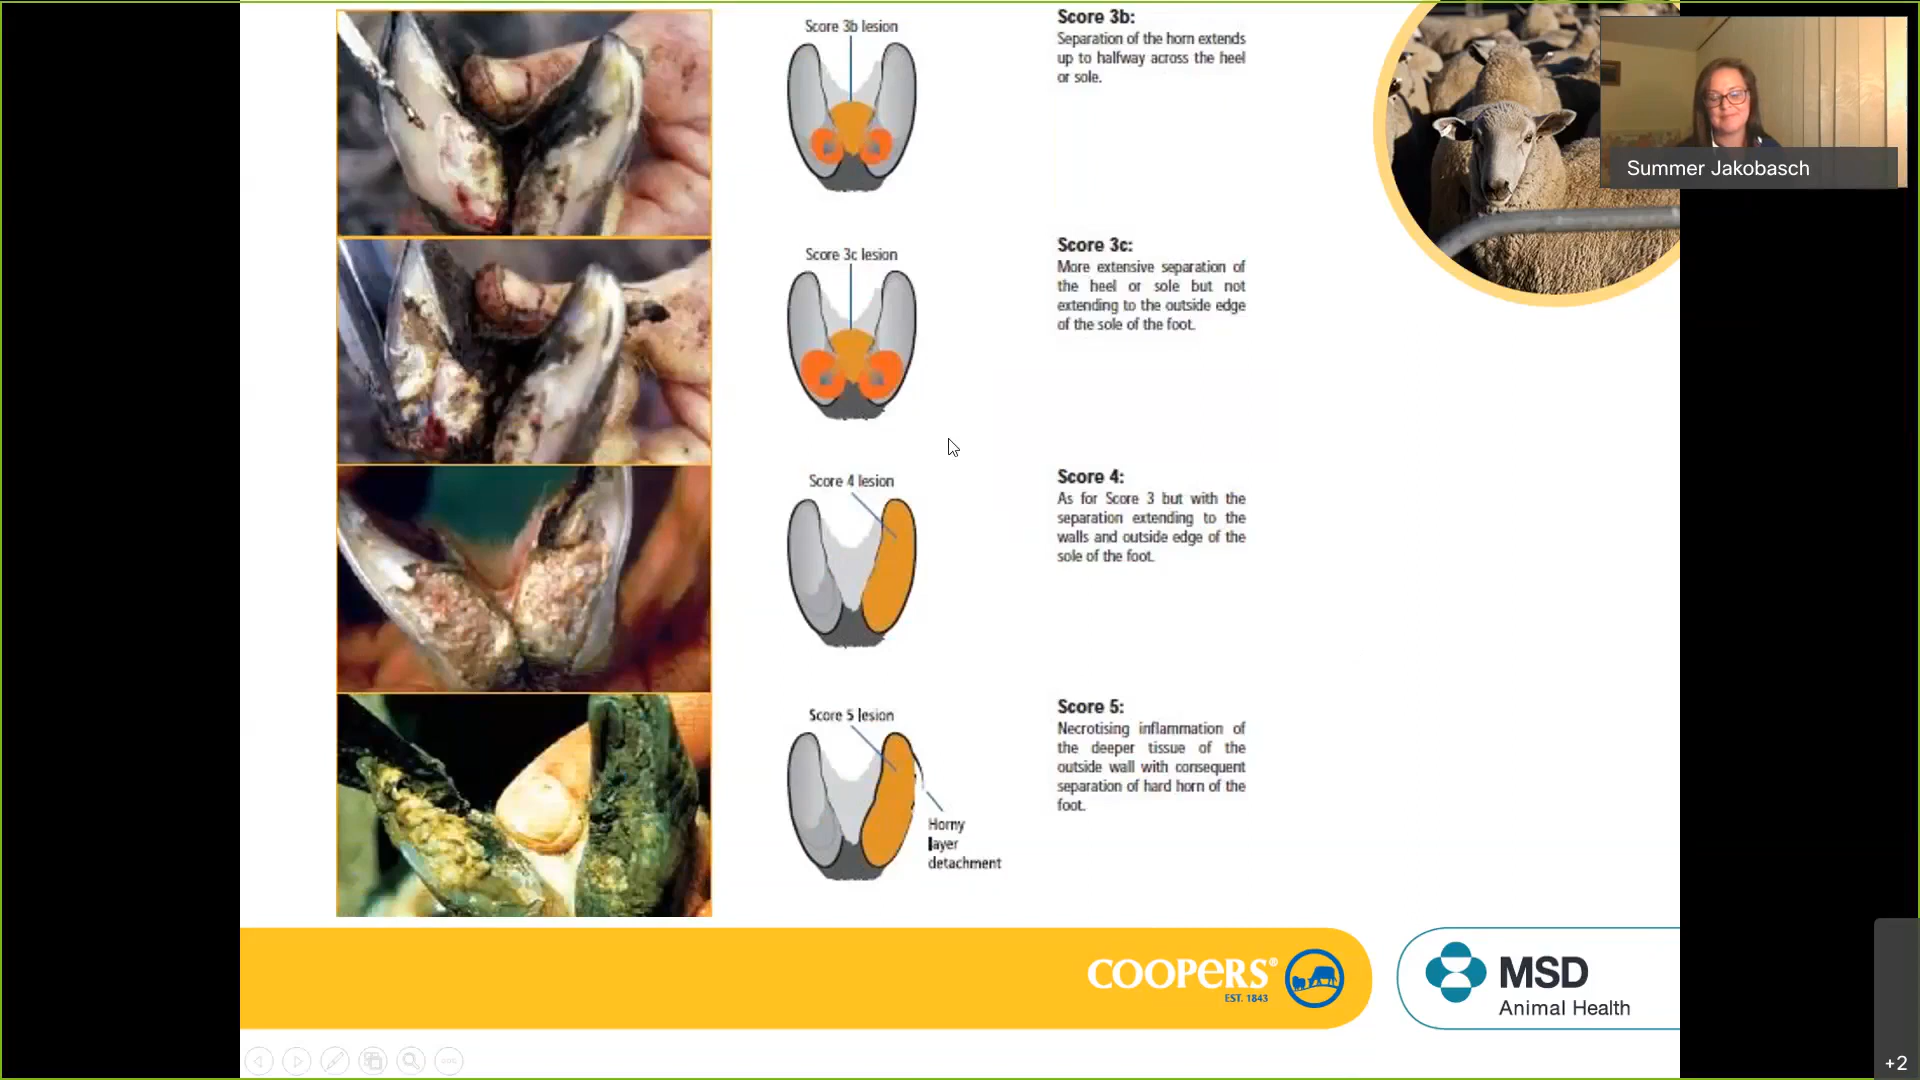 Score 3b lesion
Score 3b:
Separation of the horn extends
up to halfway across the heel
or sole.
Summer Jakobasch
Score 3c lesion
Score 3c:
More extensive separation of
the heel or sole but not
extending to the outside edge
of the sole of the foot.
Score 4 lesion
Score 4:
As for Score 3 but with the
separation extending to the
walls and outside edge of the
sole of the foot.
Score 5 lesion
Score 5:
Necrotising inflammation of
the deeper tissue of the
outside wall with consequent
separation of hard horn of the
foot.
Horny
layer
detachment
COOPERS®
EST. 1843
MSD
Animal Health
+2